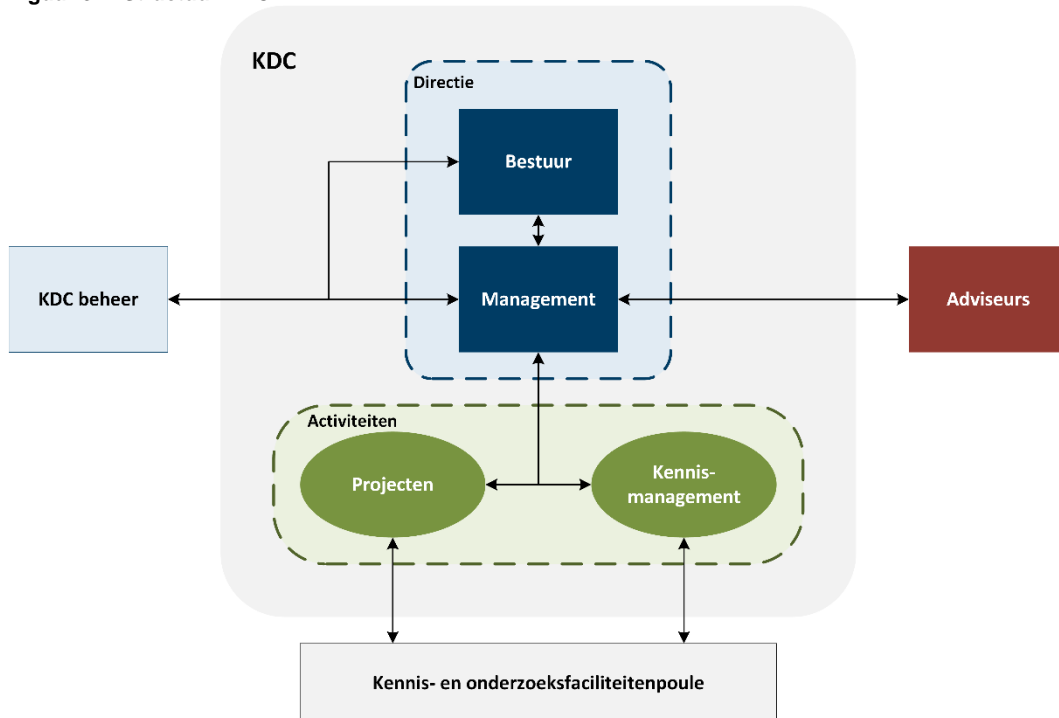 KDC
Directie
Bestuur
KDC beheer
Management
Adviseurs
Activiteiten
Projecten
Kennis-
management
Kennis- en onderzoeksfaciliteitenpoule